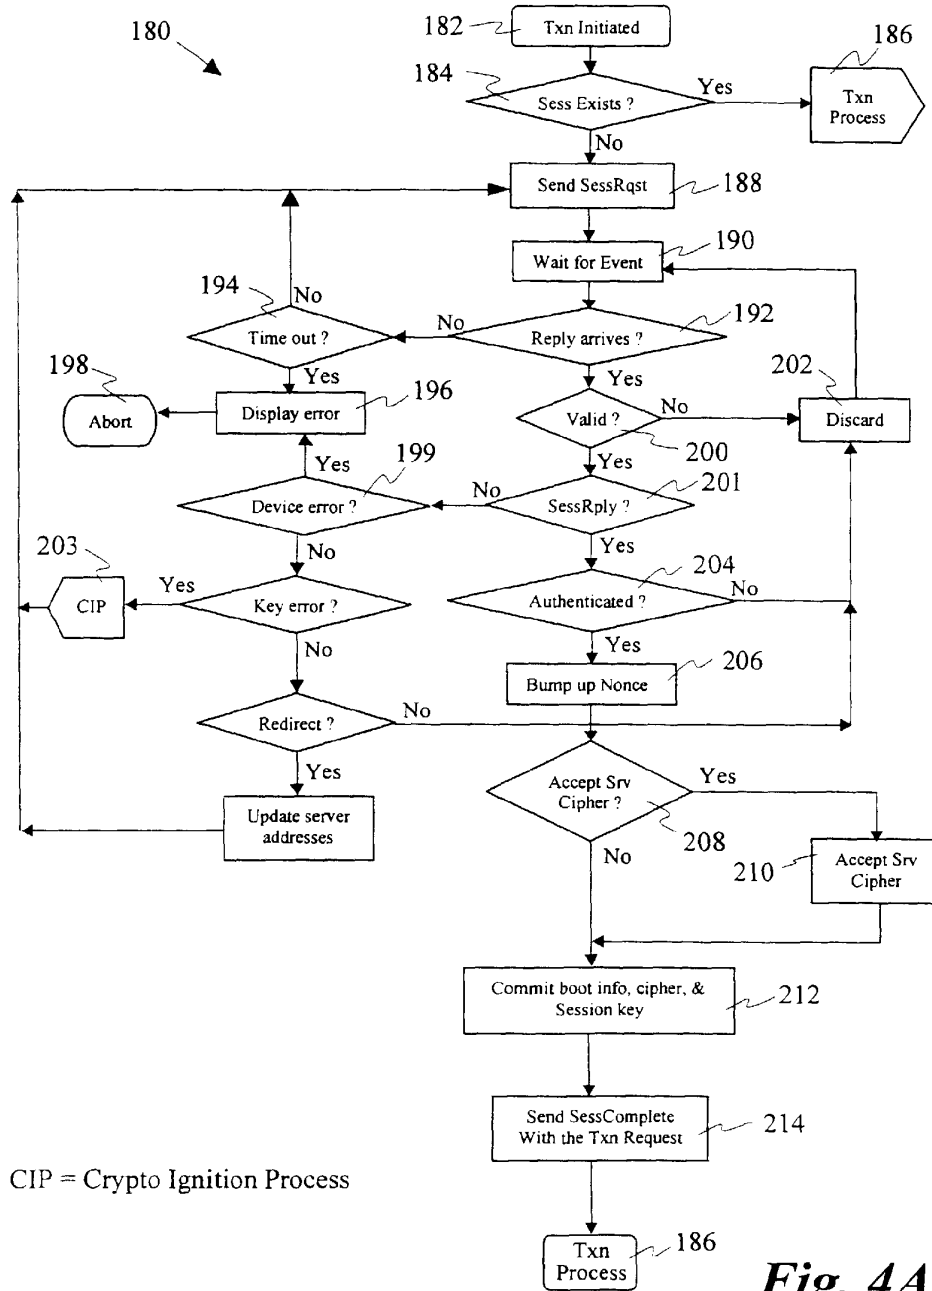 180
182
Txn Initiated
186
184
Sess Exists ?
Yes
Txn
Process
No
Send SessRqst
188
190
Wait for Event
194
No
Time out ?
No
Reply arrives ?
192
198
Yes
Yes
202
Abort
Display error
196
Valid ?
No
Discard
200
Yes
199
Yes
Device error ?
No
SessRply ?
201
203
No
Yes
204
CIP
Yes
Key error ?
Authenticated ?
No
No
Yes
206
Bump up Nonce
Redirect ?
No
Yes
Accept Srv
Cipher ?
Yes
Update server
addresses
208
No
210
Accept Srv
Cipher
Commit boot info, cipher, &
Session key
212
Send SessComplete
With the Txn Request
214
CIP = Crypto Ignition Process
Txn
Process
186
Fig. 4A